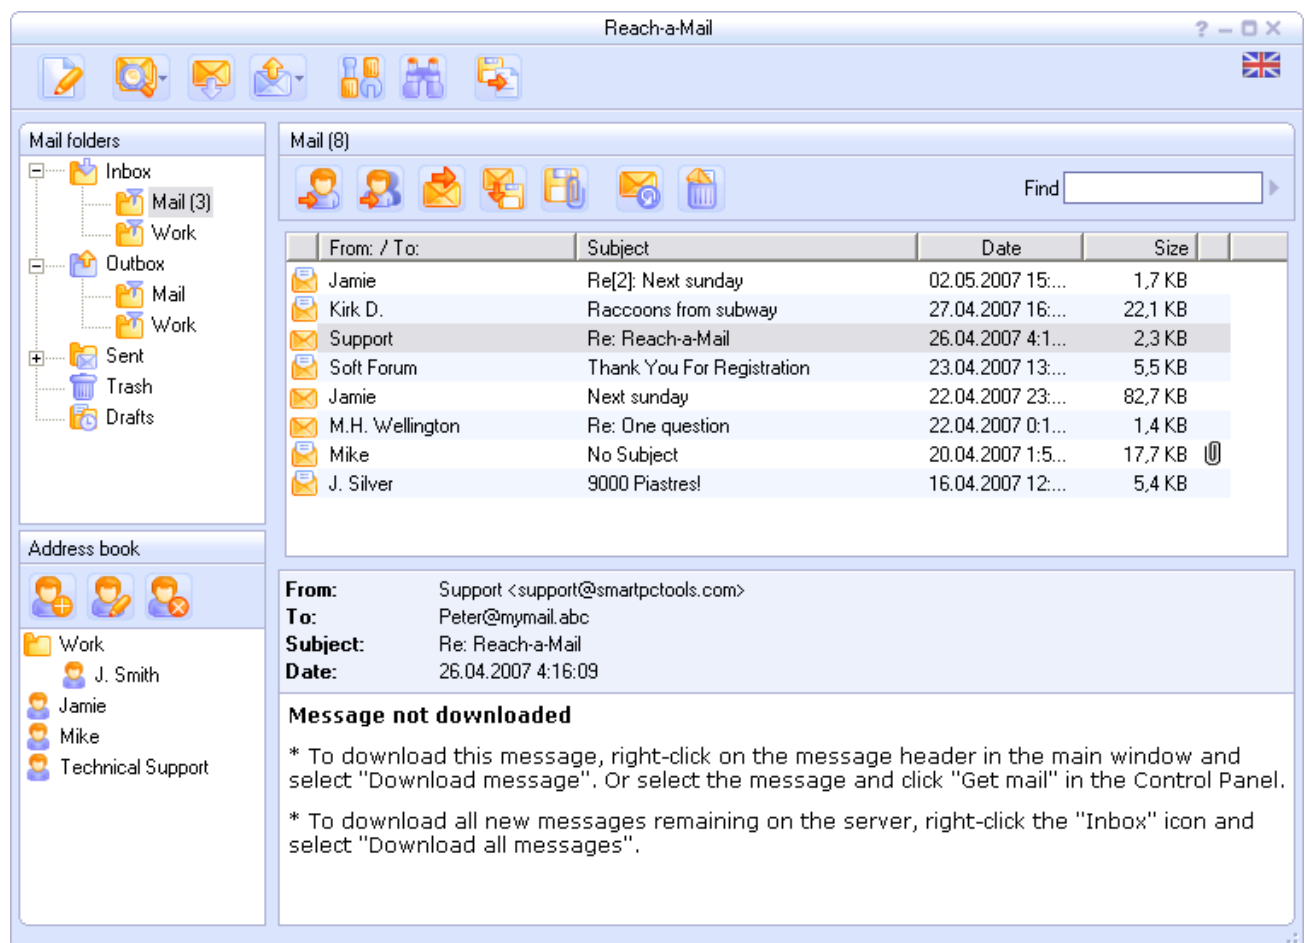 Reach-a-Mail
Mail folders
Inbox
Mail (3)
Work
Outbox
Mail
Work
Sent
Trash
Drafts
Address book
Work
J. Smith
Jamie
Mike
Technical Support
Mail (8)
Find
From: / To: Subject Date Size
Jamie Re[2]: Next sunday 02.05.2007 15:... 1,7 KB
Kirk D. Raccoons from subway 27.04.2007 16:... 22,1 KB
Support Re: Reach-a-Mail 26.04.2007 4:1... 2,3 KB
Soft Forum Thank You For Registration 23.04.2007 13:... 5,5 KB
Jamie Next sunday 22.04.2007 23:... 82,7 KB
M.H. Wellington Re: One question 22.04.2007 0:1... 1,4 KB
Mike No Subject 20.04.2007 1:5... 17,7 KB
J. Silver 9000 Piastres! 16.04.2007 12:... 5,4 KB
From: Support <support@smartpctools.com>
To: Peter@mymail.abc
Subject: Re: Reach-a-Mail
Date: 26.04.2007 4:16:09
Message not downloaded
* To download this message, right-click on the message header in the main window and
select "Download message". Or select the message and click "Get mail" in the Control Panel.
* To download all new messages remaining on the server, right-click the "Inbox" icon and
select "Download all messages".